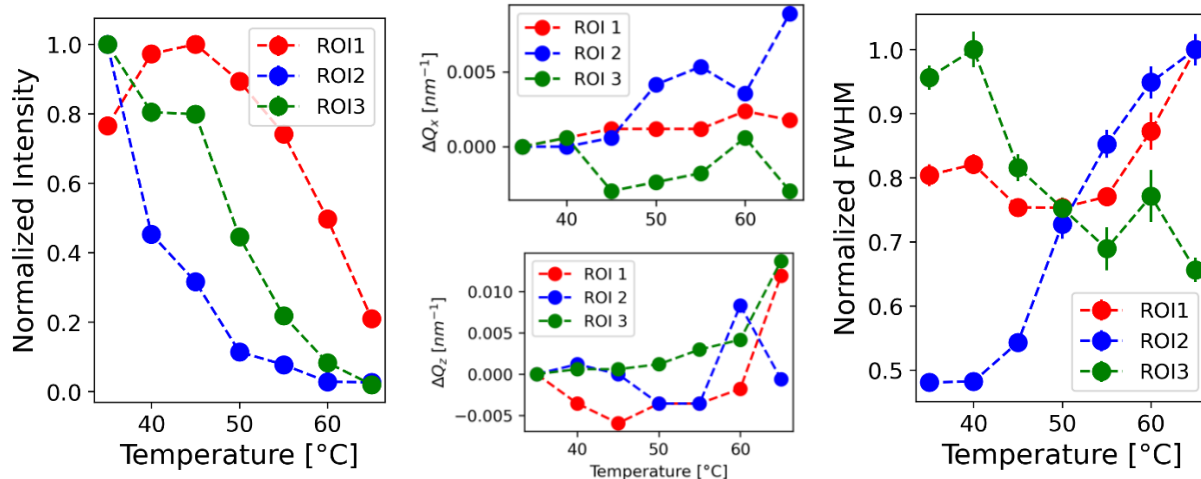 Normalized Intensity
1.0
0.8
0.6
0.4
0.2
0.0
40
50
60
Temperature [°C]
ROI1
ROI2
ROI3
ΔQx [nm⁻¹]
0.005
0.000
40
50
60
ROI 1
ROI 2
ROI 3
ΔQz [nm⁻¹]
0.010
0.005
0.000
−0.005
40
50
60
Temperature [°C]
ROI 1
ROI 2
ROI 3
Normalized FWHM
1.0
0.9
0.8
0.7
0.6
0.5
40
50
60
Temperature [°C]
ROI1
ROI2
ROI3